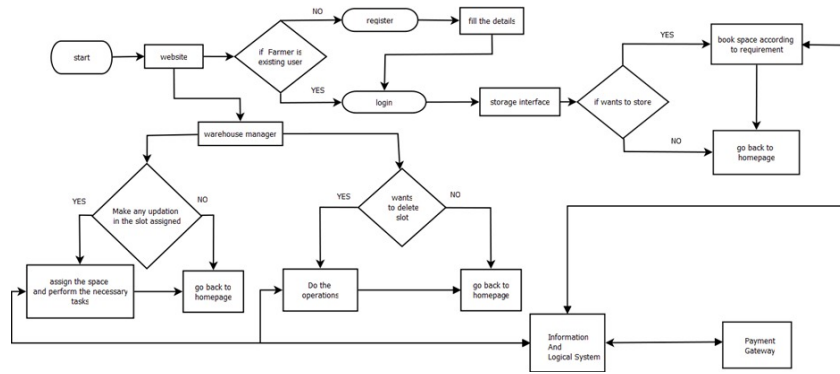 start
website
if Farmer is
existing user
NO
register
fill the details
YES
login
storage interface
if wants to store
YES
book space according
to requirement
NO
go back to
homepage
warehouse manager
YES
Make any updation
in the slot assigned
NO
assign the space
and perform the necessary
tasks
go back to
homepage
YES
wants
to delete
slot
NO
Do the
operations
go back to
homepage
Information
And
Logical System
Payment
Gateway